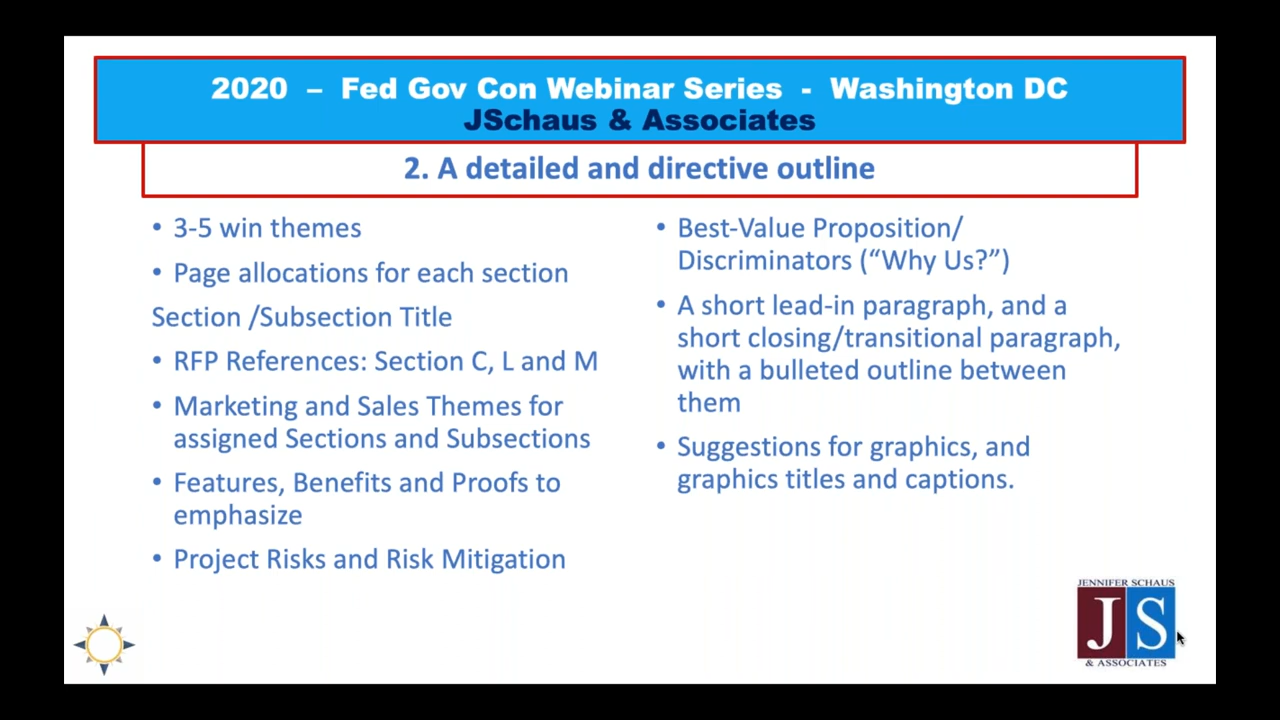 2020 – Fed Gov Con Webinar Series - Washington DC
JSchaus & Associates
2. A detailed and directive outline
• 3-5 win themes
• Page allocations for each section
Section /Subsection Title
• RFP References: Section C, L and M
• Marketing and Sales Themes for
assigned Sections and Subsections
• Features, Benefits and Proofs to
emphasize
• Project Risks and Risk Mitigation
• Best-Value Proposition/
Discriminators (“Why Us?”)
• A short lead-in paragraph, and a
short closing/transitional paragraph,
with a bulleted outline between
them
• Suggestions for graphics, and
graphics titles and captions.
JENNIFER SCHAUS
JS
& ASSOCIATES